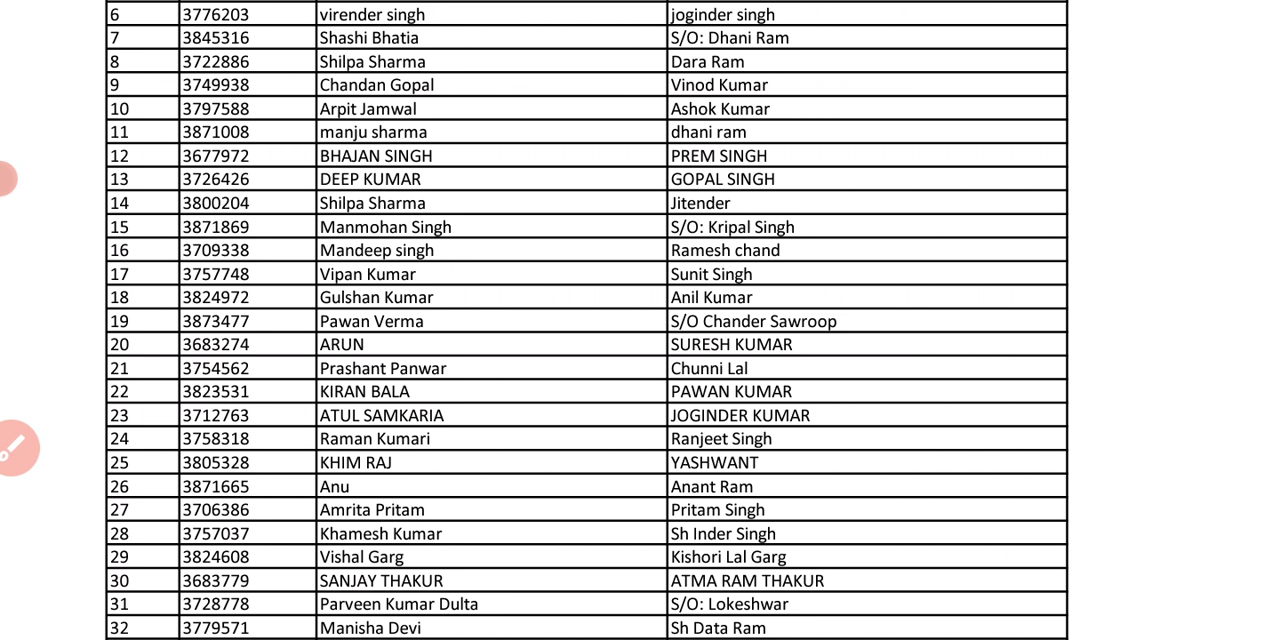 6 3776203 virender singh joginder singh
7 3845316 Shashi Bhatia S/O: Dhani Ram
8 3722886 Shilpa Sharma Dara Ram
9 3749938 Chandan Gopal Vinod Kumar
10 3797588 Arpit Jamwal Ashok Kumar
11 3871008 manju sharma dhani ram
12 3677972 BHAJAN SINGH PREM SINGH
13 3726426 DEEP KUMAR GOPAL SINGH
14 3800204 Shilpa Sharma Jitender
15 3871869 Manmohan Singh S/O: Kripal Singh
16 3709338 Mandeep singh Ramesh chand
17 3757748 Vipan Kumar Sunit Singh
18 3824972 Gulshan Kumar Anil Kumar
19 3873477 Pawan Verma S/O Chander Sawroop
20 3683274 ARUN SURESH KUMAR
21 3754562 Prashant Panwar Chunni Lal
22 3823531 KIRAN BALA PAWAN KUMAR
23 3712763 ATUL SAMKARIA JOGINDER KUMAR
24 3758318 Raman Kumari Ranjeet Singh
25 3805328 KHIM RAJ YASHWANT
26 3871665 Anu Anant Ram
27 3706386 Amrita Pritam Pritam Singh
28 3757037 Khamesh Kumar Sh Inder Singh
29 3824608 Vishal Garg Kishori Lal Garg
30 3683779 SANJAY THAKUR ATMA RAM THAKUR
31 3728778 Parveen Kumar Dulta S/O: Lokeshwar
32 3779571 Manisha Devi Sh Data Ram